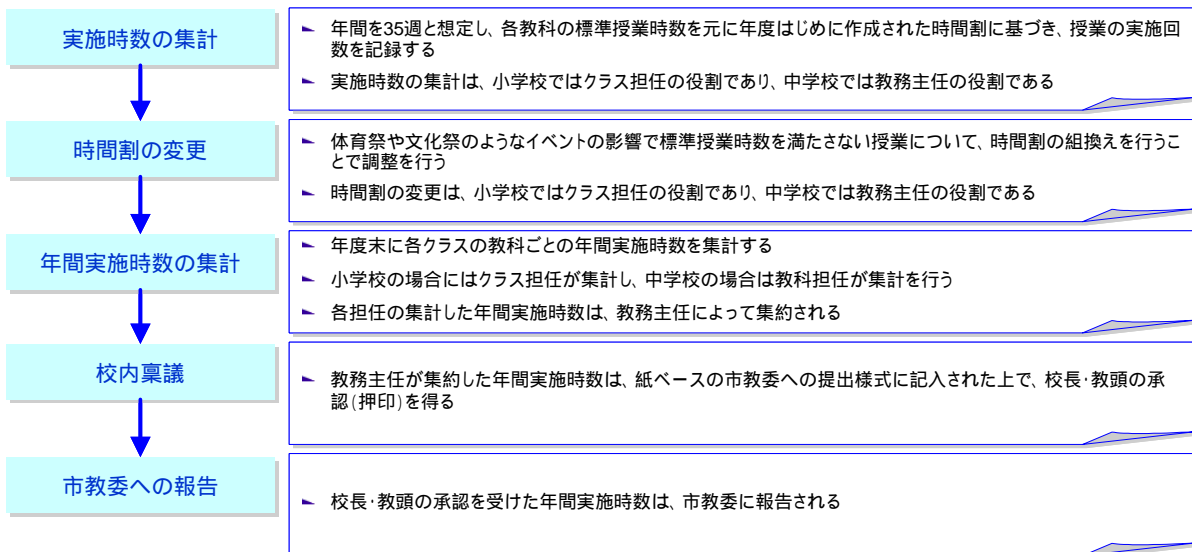 実施時数の集計
年間を35週と想定し、各教科の標準授業時数を元に年度はじめに作成された時間割に基づき、授業の実施回
数を記録する
実施時数の集計は、小学校ではクラス担任の役割であり、中学校では教務主任の役割である
時間割の変更
体育祭や文化祭のようなイベントの影響で標準授業時数を満たさない授業について、時間割の組換えを行うこ
とで調整を行う
時間割の変更は、小学校ではクラス担任の役割であり、中学校では教務主任の役割である
年間実施時数の集計
年度末に各クラスの教科ごとの年間実施時数を集計する
小学校の場合にはクラス担任が集計し、中学校の場合は教科担任が集計を行う
各担任の集計した年間実施時数は、教務主任によって集約される
校内稟議
教務主任が集約した年間実施時数は、紙ベースの市教委への提出様式に記入された上で、校長・教頭の承
認(押印)を得る
市教委への報告
校長・教頭の承認を受けた年間実施時数は、市教委に報告される